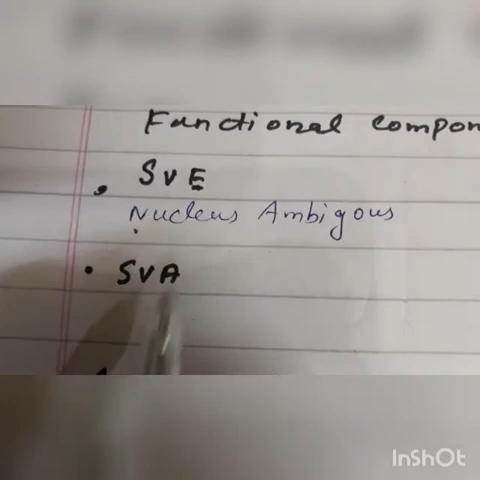 Functional compon
• SVE
Nucleus Ambigous
• SVA
InShOt